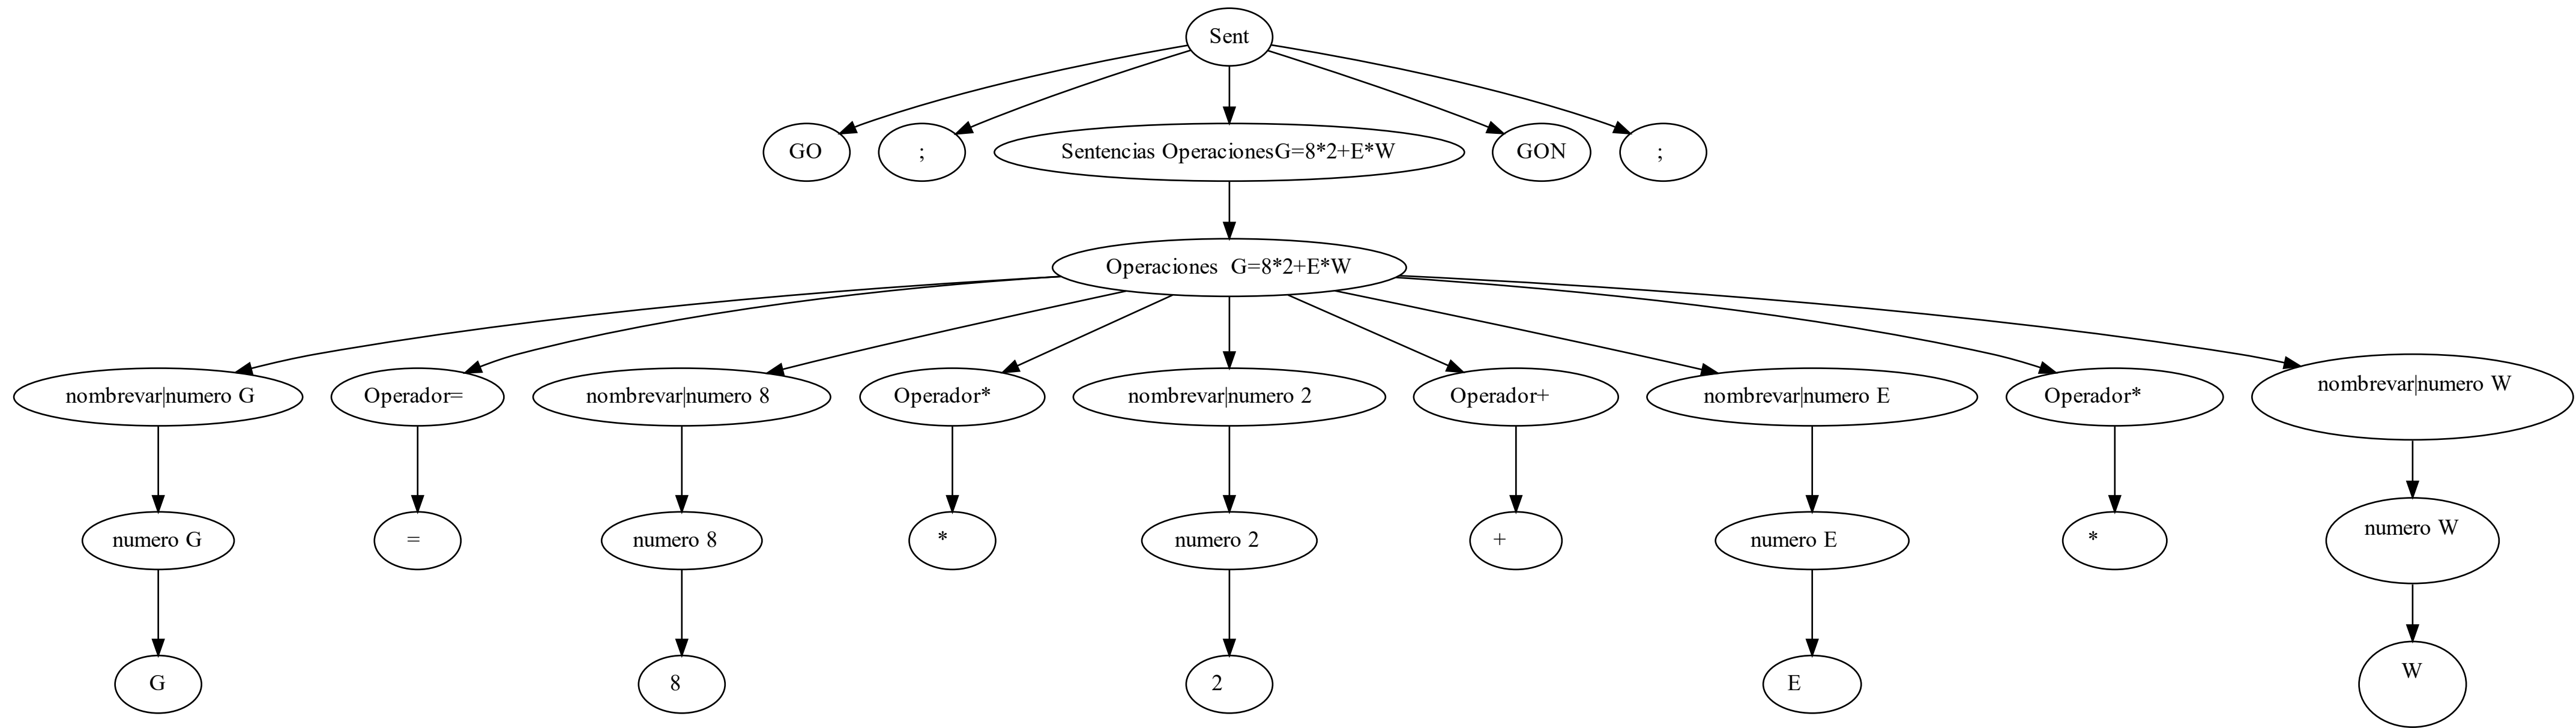 Sent
GO
;
Sentencias OperacionesG=8*2+E*W
GON
;
Operaciones  G=8*2+E*W
nombrevar|numero G
Operador=
nombrevar|numero 8
Operador*
nombrevar|numero 2
Operador+
nombrevar|numero E
Operador*
nombrevar|numero W
numero G
=
numero 8
*
numero 2
+
numero E
*
numero W
G
8
2
E
W